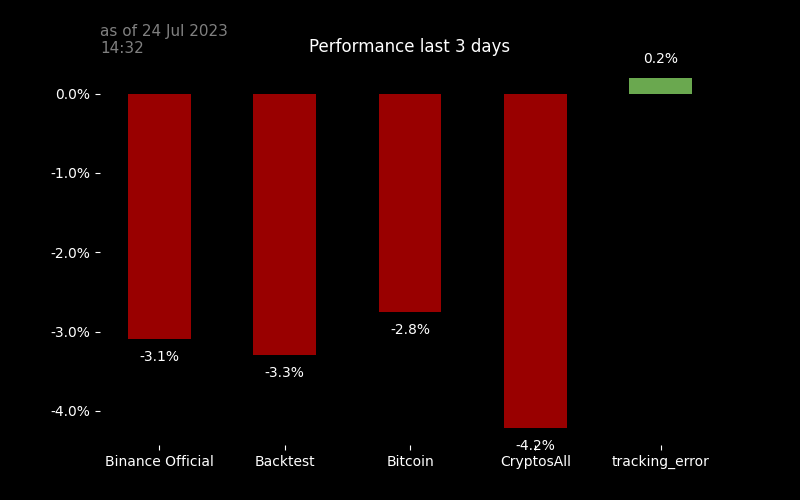 as of 24 Jul 2023
14:32
Performance last 3 days
0.2%
0.0%
-1.0%
-2.0%
-3.0%
-4.0%
-3.1%
-3.3%
-2.8%
-4.2%
Binance Official
Backtest
Bitcoin
CryptosAll
tracking_error